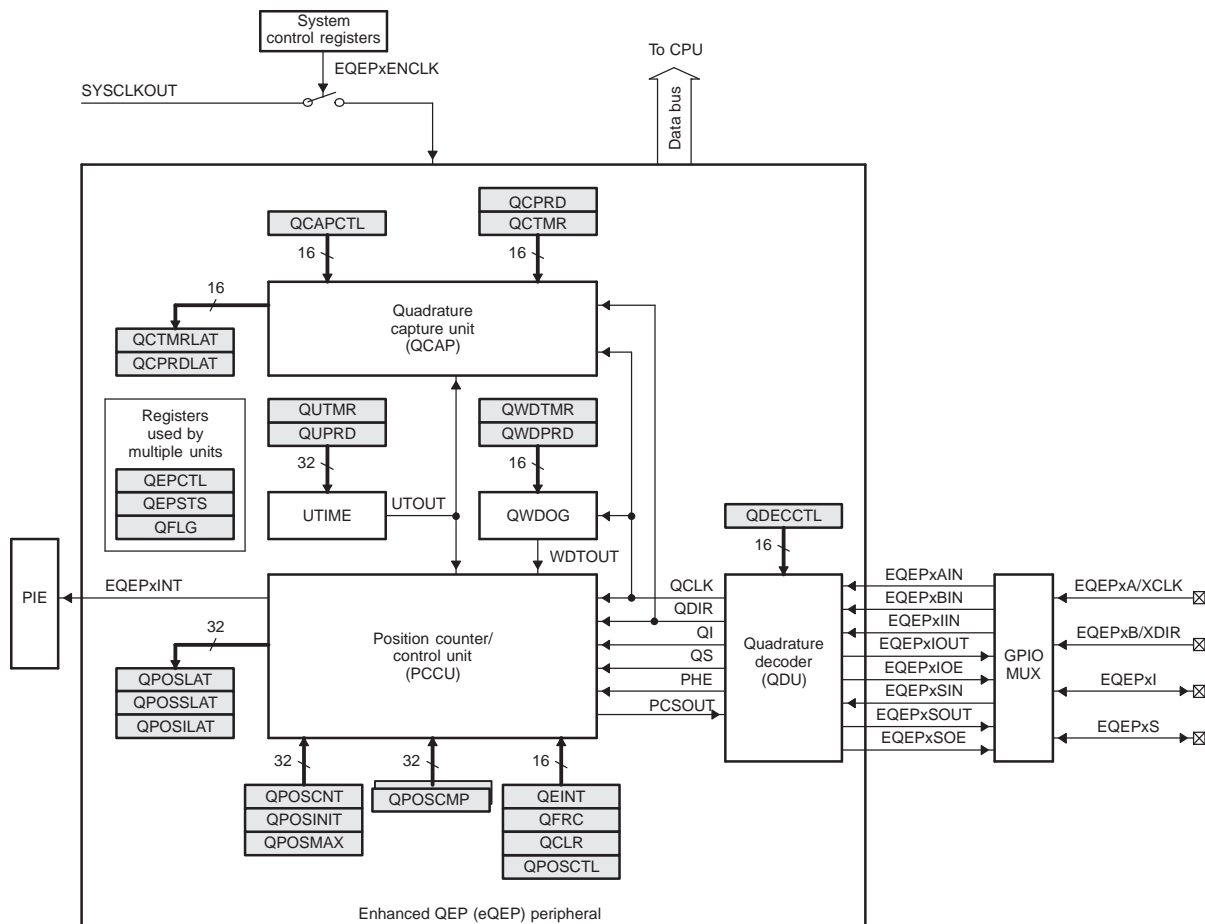 System
control registers
To CPU
EQEPxENCLK
SYSCLKOUT
Data bus
QCPRD
QCAPCTL
QCTMR
16
16
16
Quadrature
capture unit
(QCAP)
QCTMRLAT
QCPRDLAT
Registers
used by
multiple units
QUTMR
QUPRD
QWDTMR
QWDPRD
32
16
QEPCTL
QEPSTS
QFLG
UTIME
UTOUT
QWDOG
QDECCTL
16
WDTOUT
PIE
EQEPxINT
32
Position counter/
control unit
(PCCU)
QCLK
QDIR
QI
QS
PHE
PCSOUT
Quadrature
decoder
(QDU)
EQEPxAIN
EQEPxBIN
EQEPxIIN
EQEPxIOUT
EQEPxIOE
EQEPxSIN
EQEPxSOUT
EQEPxSOE
GPIO
MUX
EQEPxA/XCLK
EQEPxB/XDIR
EQEPxI
EQEPxS
QPOSLAT
QPOSSLAT
QPOSILAT
32
32
16
QPOSCNT
QPOSINIT
QPOSMAX
QPOSCMP
QEINT
QFRC
QCLR
QPOSCTL
Enhanced QEP (eQEP) peripheral